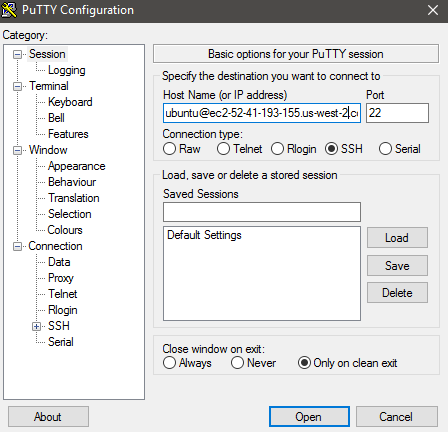 PuTTY Configuration
Category:
Session
Logging
Terminal
Keyboard
Bell
Features
Window
Appearance
Behaviour
Translation
Selection
Colours
Connection
Data
Proxy
Telnet
Rlogin
SSH
Serial
Basic options for your PuTTY session
Specify the destination you want to connect to
Host Name (or IP address) Port
ubuntu@ec2-52-41-193-155.us-west-2.c 22
Connection type:
Raw Telnet Rlogin SSH Serial
Load, save or delete a stored session
Saved Sessions
Default Settings
Load
Save
Delete
Close window on exit:
Always Never Only on clean exit
About Open Cancel